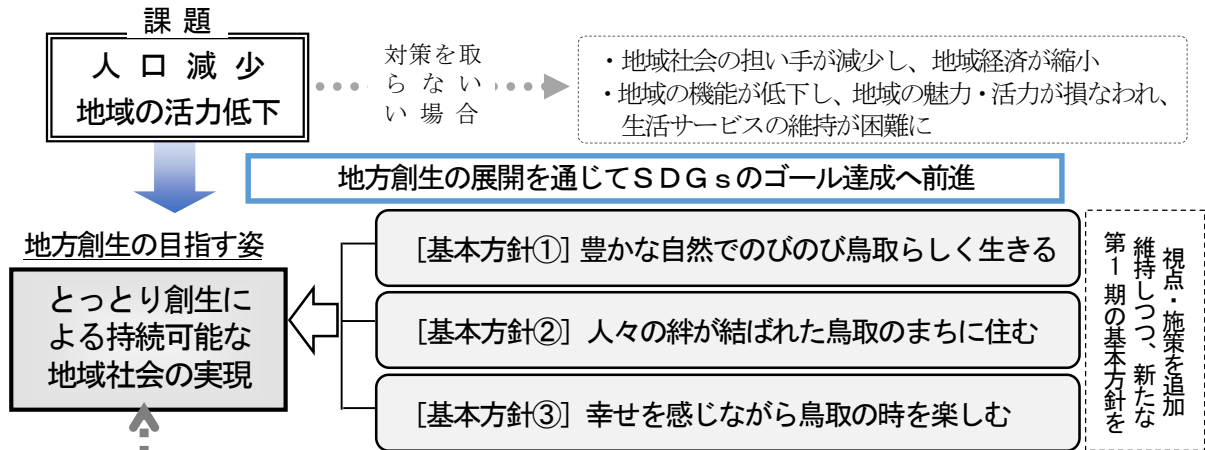 課題
人口減少
地域の活力低下
対策を取
らない
い場合
・地域社会の担い手が減少し、地域経済が縮小
・地域の機能が低下し、地域の魅力・活力が損なわれ、
生活サービスの維持が困難に
地方創生の展開を通じてＳＤＧｓのゴール達成へ前進
地方創生の目指す姿
とっとり創生に
よる持続可能な
地域社会の実現
［基本方針①］豊かな自然でのびのび鳥取らしく生きる
［基本方針②］人々の絆が結ばれた鳥取のまちに住む
［基本方針③］幸せを感じながら鳥取の時を楽しむ
第１期の基本方針を
維持しつつ、新たな
視点・施策を追加